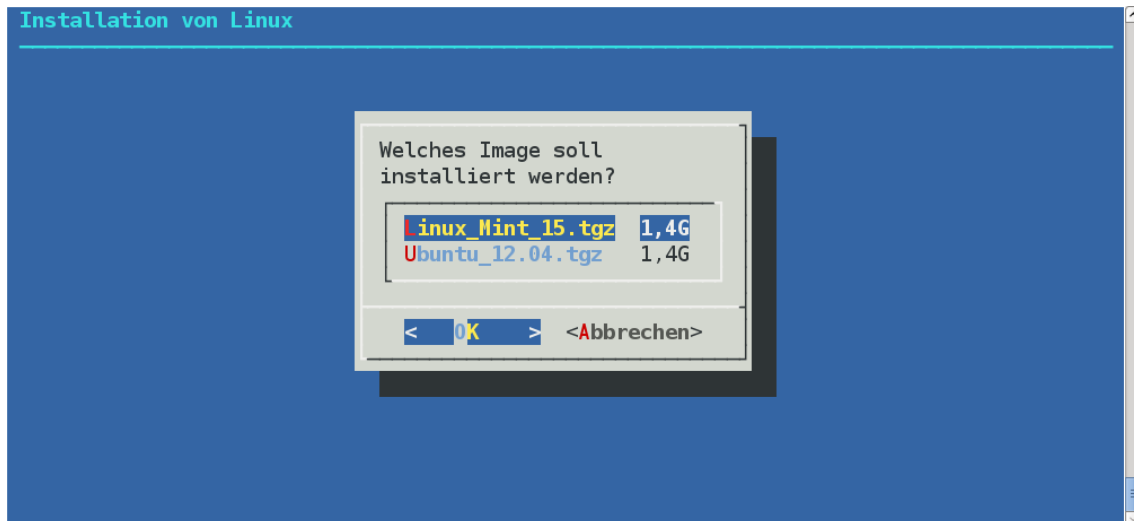 Installation von Linux
Welches Image soll
installiert werden?
Linux_Mint_15.tgz 1,4G
Ubuntu_12.04.tgz 1,4G
< OK > <Abbrechen>